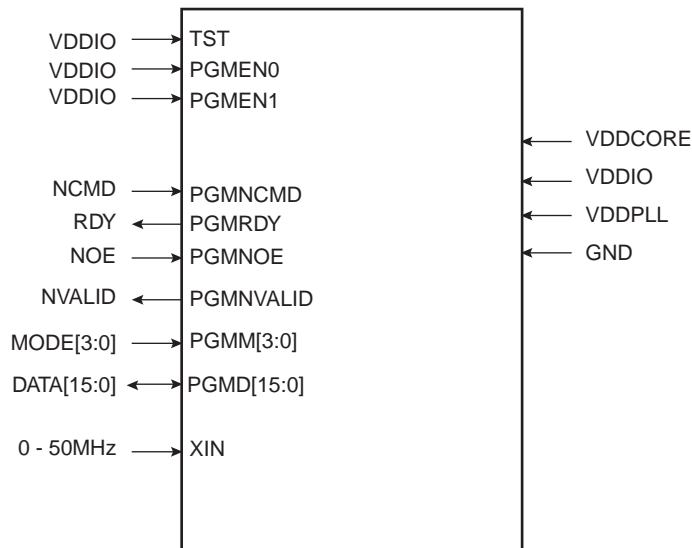 VDDIO TST
VDDIO PGMEN0
VDDIO PGMEN1
VDDCORE
VDDIO
NCMD PGMNCMD
VDDPLL
RDY PGMRDY
GND
NOE PGMNOE
NVALID PGMNVALID
MODE[3:0] PGMM[3:0]
DATA[15:0] PGMD[15:0]
0 - 50MHz XIN